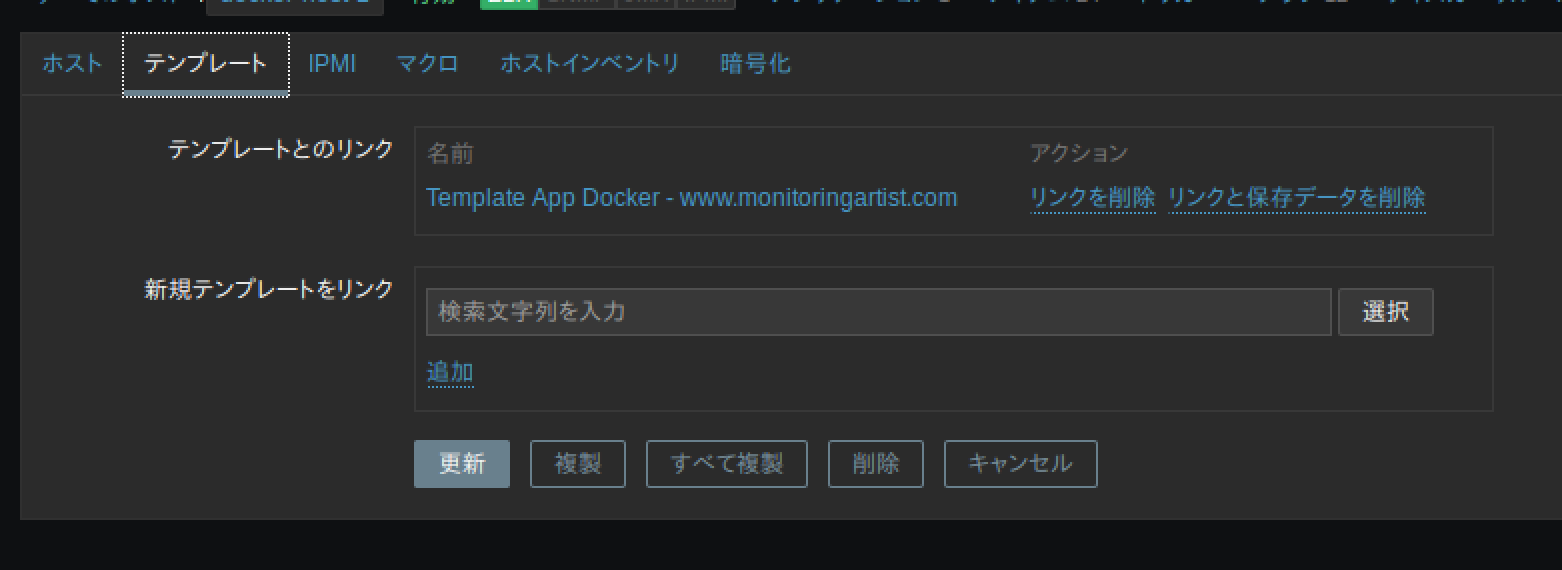 ホスト テンプレート IPMI マクロ ホストインベントリ 暗号化
テンプレートとのリンク
名前 アクション
Template App Docker - www.monitoringartist.com リンクを削除 リンクと保存データを削除
新規テンプレートをリンク
検索文字列を入力 選択
追加
更新 複製 すべて複製 削除 キャンセル